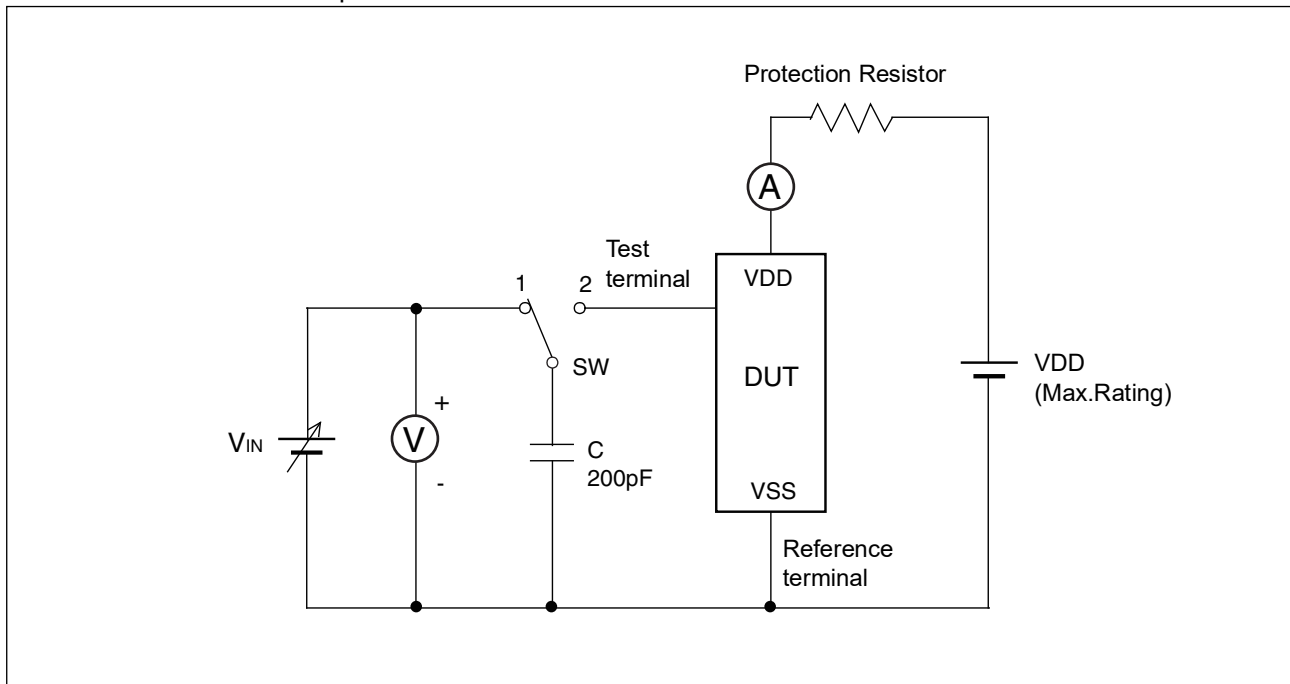 Protection Resistor
A
Test
terminal
1
2
VDD
SW
DUT
VDD
(Max.Rating)
VIN
+
V
-
C
200pF
VSS
Reference
terminal